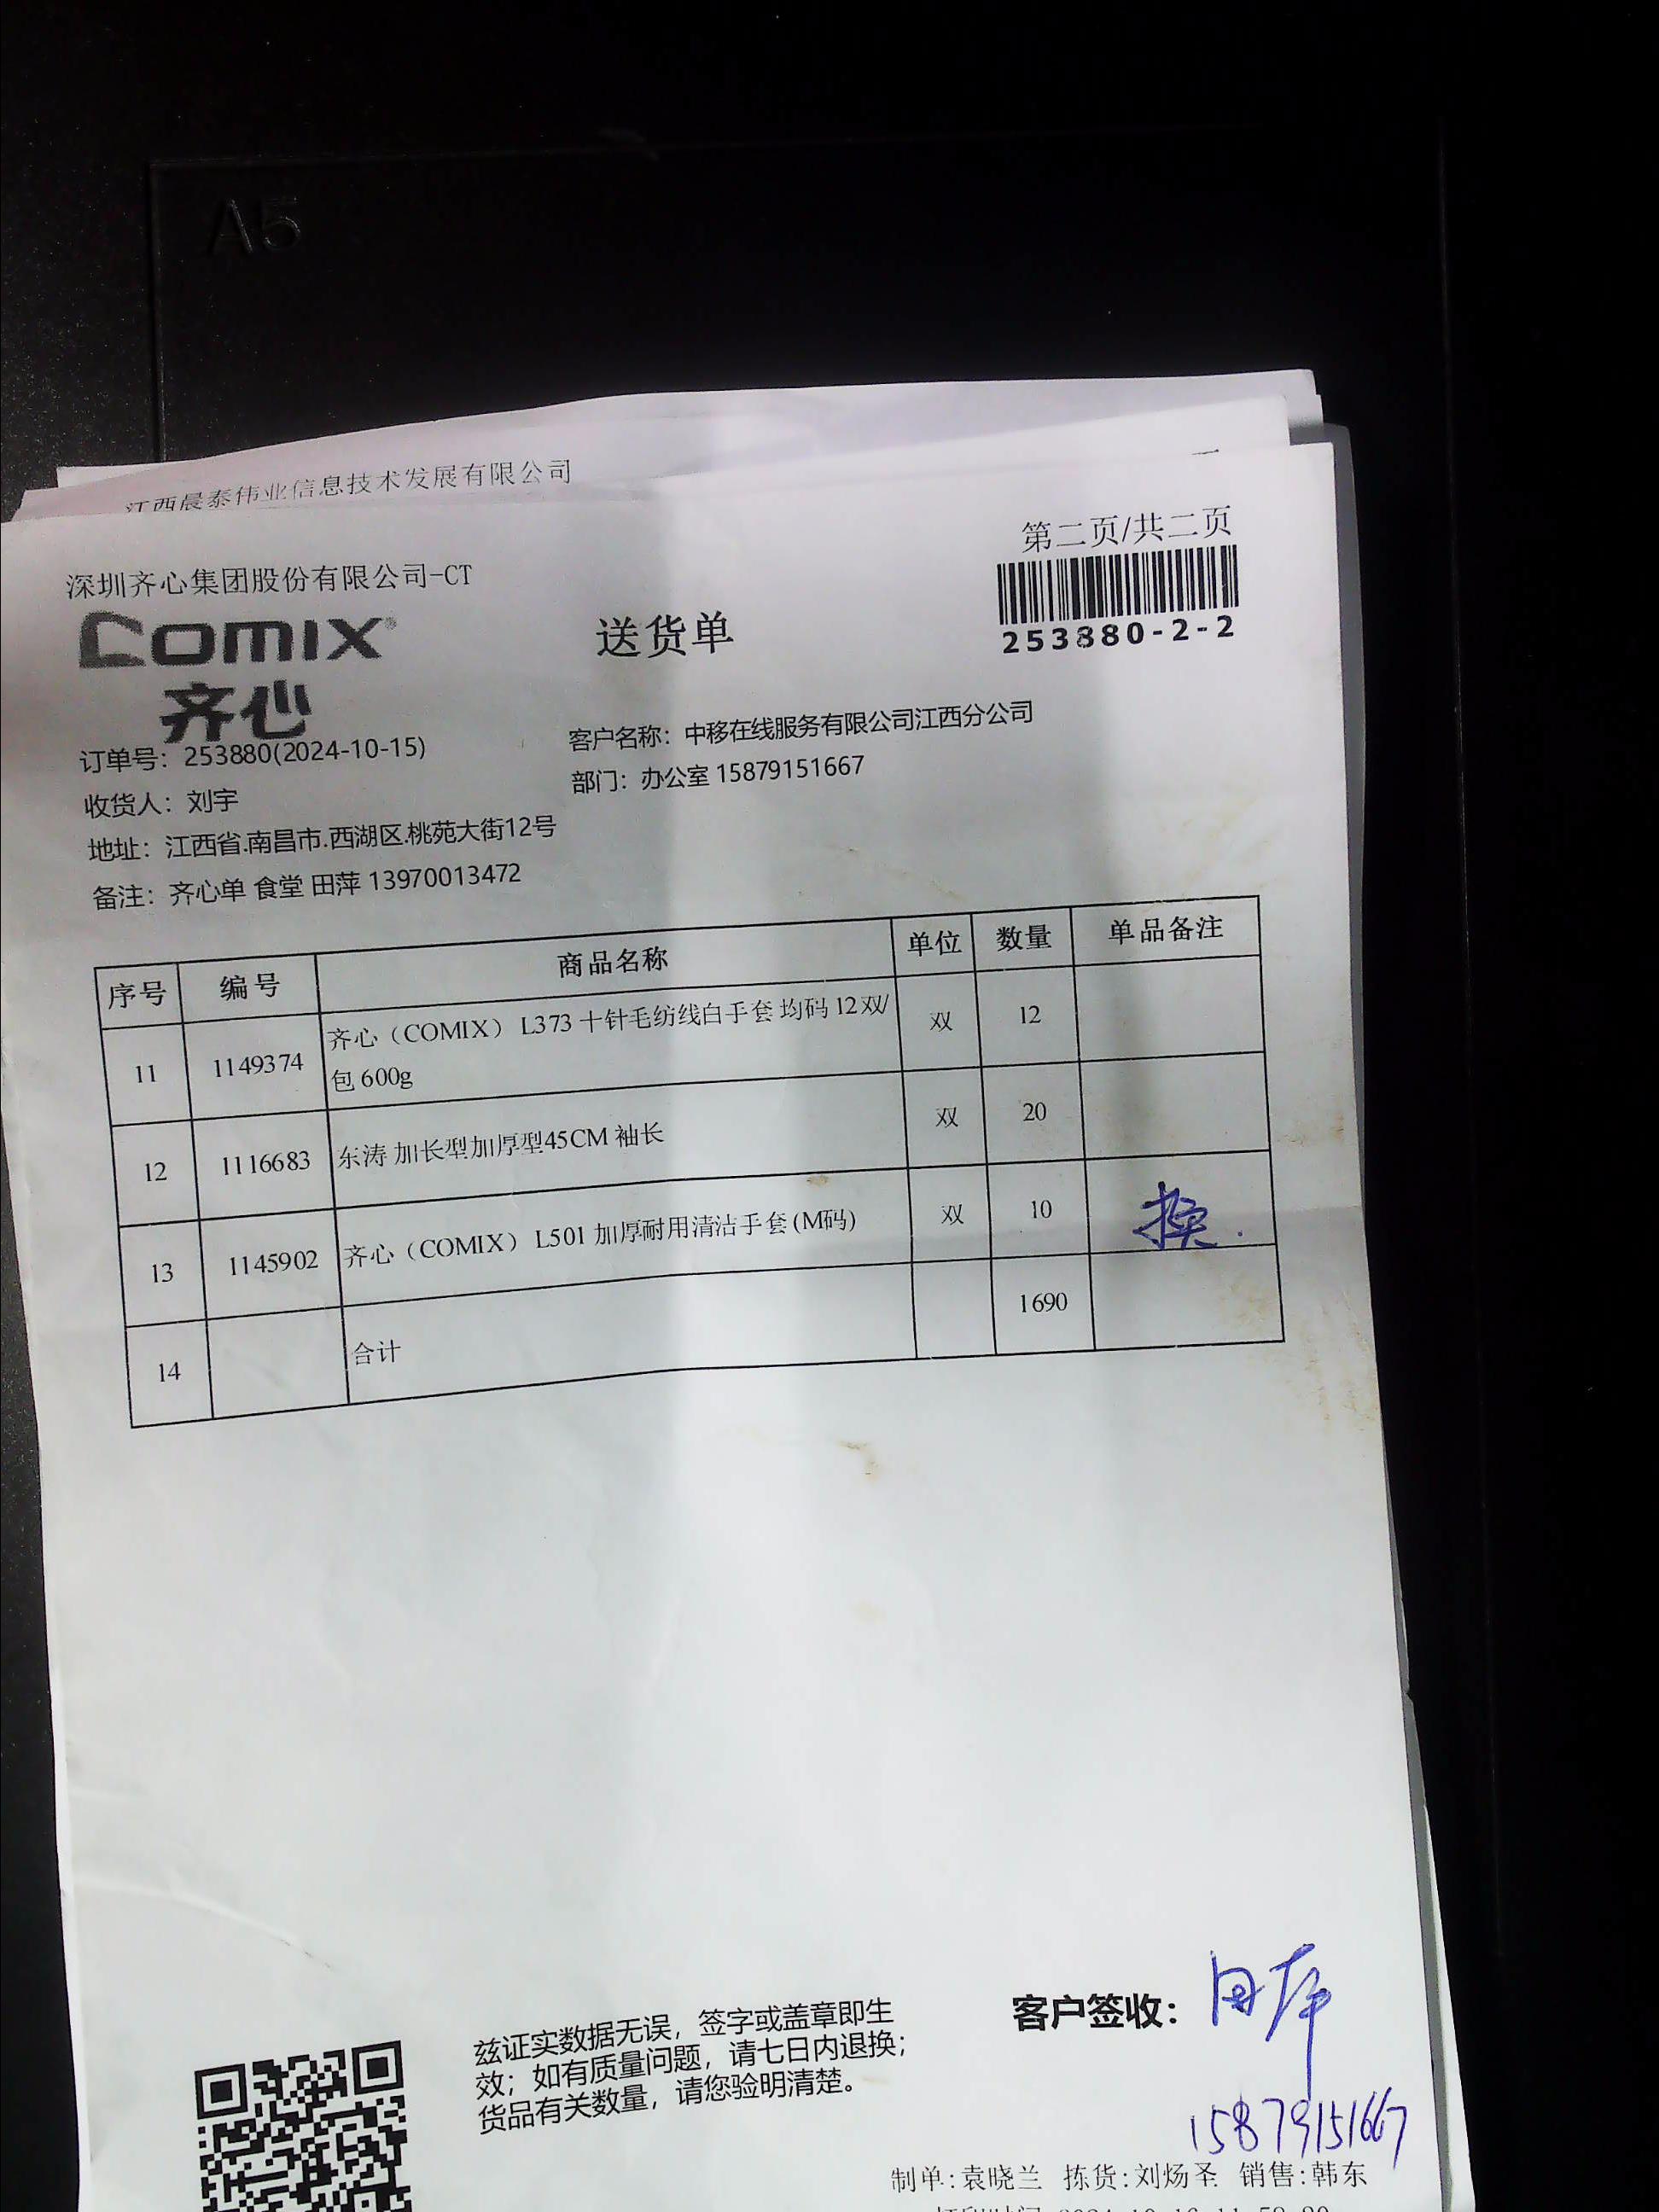 A5
江西晨泰伟业信息技术发展有限公司
第二页/共二页
深圳齐心集团股份有限公司-CT
COMIX®
齐心
送货单
253880-2-2
订单号：253880(2024-10-15)
客户名称：中移在线服务有限公司江西分公司
收货人：刘宇
部门：办公室 15879151667
地址：江西省.南昌市.西湖区.桃苑大街12号
备注：齐心单 食堂 田萍 13970013472
序号 编号 商品名称 单位 数量 单品备注
11 1149374 齐心（COMIX） L373 十针毛纺线白手套 均码 12双/包 600g 双 12
12 1116683 东涛 加长型加厚型45CM 袖长 双 20
13 1145902 齐心（COMIX） L501 加厚耐用清洁手套(M码) 双 10 换.
14 合计 1690
兹证实数据无误，签字或盖章即生
效；如有质量问题，请七日内退换；
货品有关数量，请您验明清楚。
客户签收：
15879151667
制单:袁晓兰 拣货:刘炀圣 销售:韩东